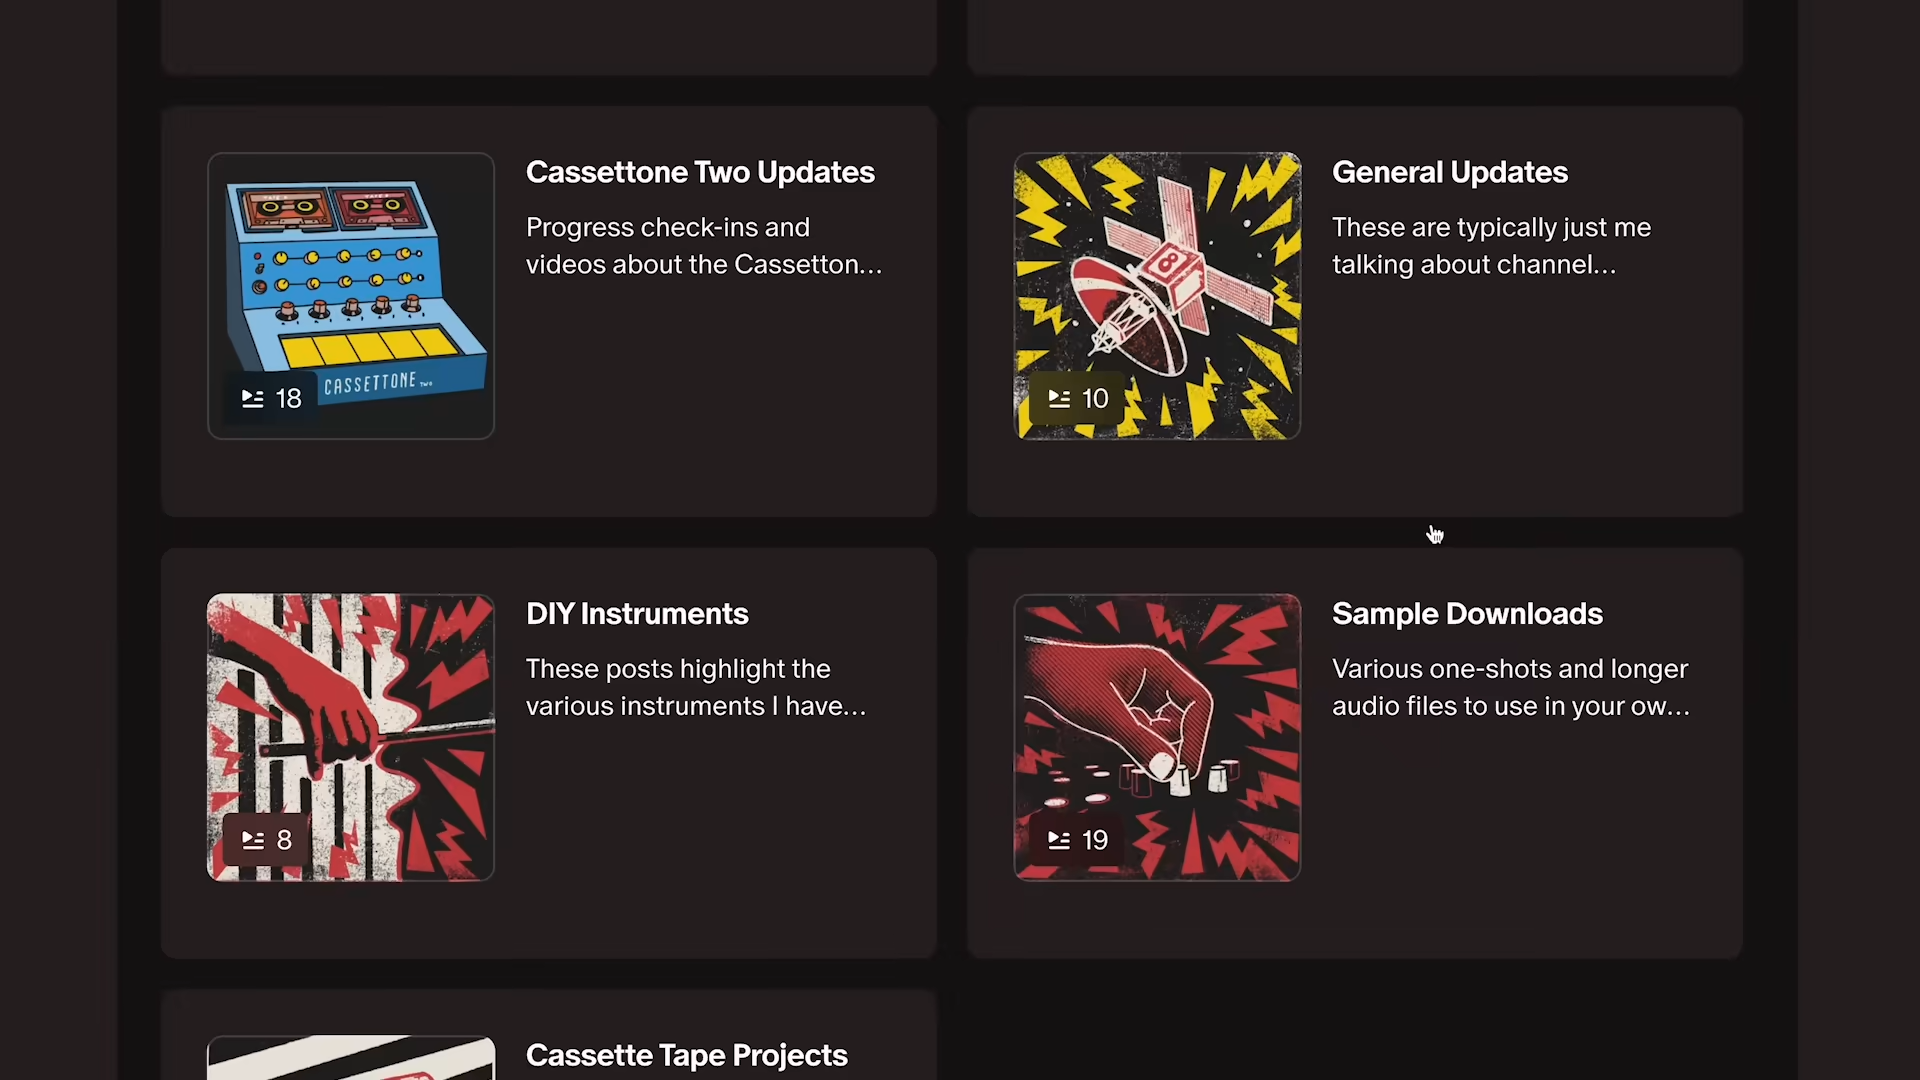 Cassettone Two Updates
Progress check-ins and
videos about the Cassetton...
CASSETTONE TWO
18
General Updates
These are typically just me
talking about channel...
8
10
DIY Instruments
These posts highlight the
various instruments I have...
8
Sample Downloads
Various one-shots and longer
audio files to use in your ow...
19
Cassette Tape Projects